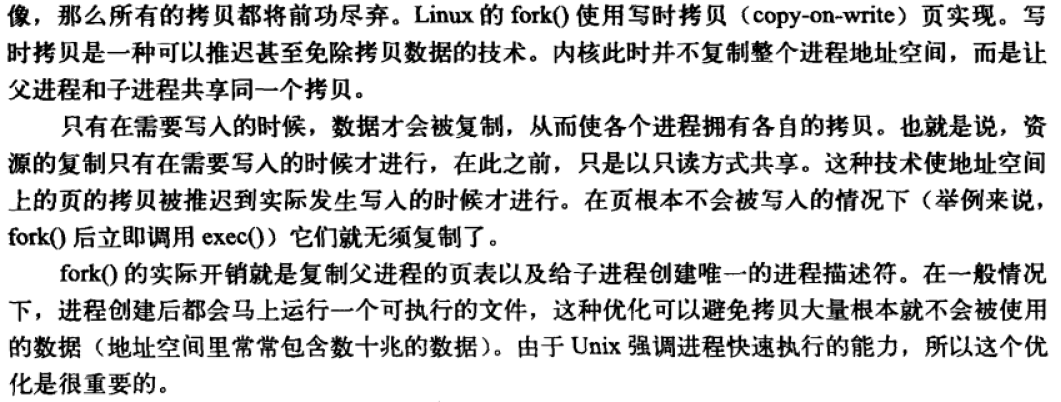 像，那么所有的拷贝都将前功尽弃。Linux 的 fork() 使用写时拷贝（copy-on-write）页实现。写
时拷贝是一种可以推迟甚至免除拷贝数据的技术。内核此时并不复制整个进程地址空间，而是让
父进程和子进程共享同一个拷贝。
只有在需要写入的时候，数据才会被复制，从而使各个进程拥有各自的拷贝。也就是说，资
源的复制只有在需要写入的时候才进行，在此之前，只是以只读方式共享。这种技术使地址空间
上的页的拷贝被推迟到实际发生写入的时候才进行。在页根本不会被写入的情况下（举例来说，
fork() 后立即调用 exec()）它们就无须复制了。
fork() 的实际开销就是复制父进程的页表以及给子进程创建唯一的进程描述符。在一般情况
下，进程创建后都会马上运行一个可执行的文件，这种优化可以避免拷贝大量根本就不会被使用
的数据（地址空间里常常包含数十兆的数据）。由于 Unix 强调进程快速执行的能力，所以这个优
化是很重要的。